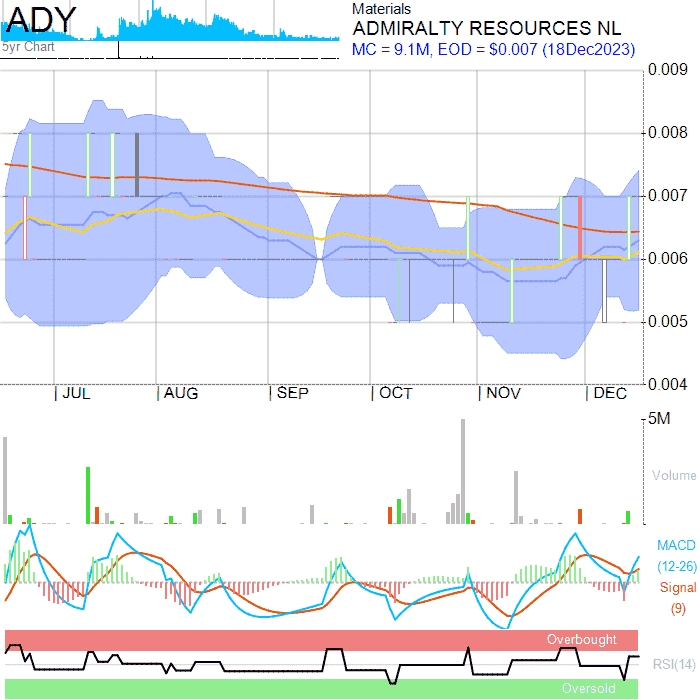 ADY
5yr Chart
Materials
ADMIRALTY RESOURCES NL
MC = 9.1M, EOD = $0.007 (18Dec2023)
0.009
0.008
0.007
0.006
0.005
0.004
JUL AUG SEP OCT NOV DEC
5M
Volume
MACD
(12-26)
Signal
(9)
Overbought
RSI(14)
Oversold